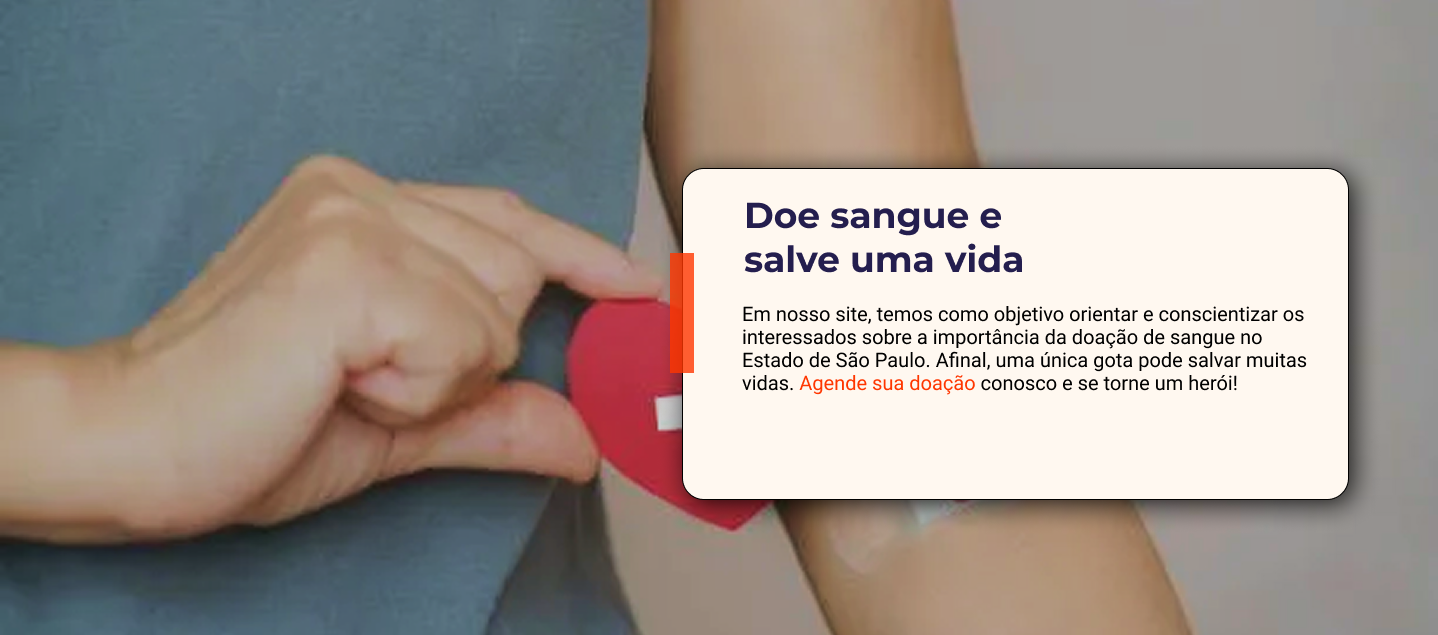 Doe sangue e
salve uma vida
Em nosso site, temos como objetivo orientar e conscientizar os
interessados sobre a importância da doação de sangue no
Estado de São Paulo. Afinal, uma única gota pode salvar muitas
vidas. Agende sua doação conosco e se torne um herói!